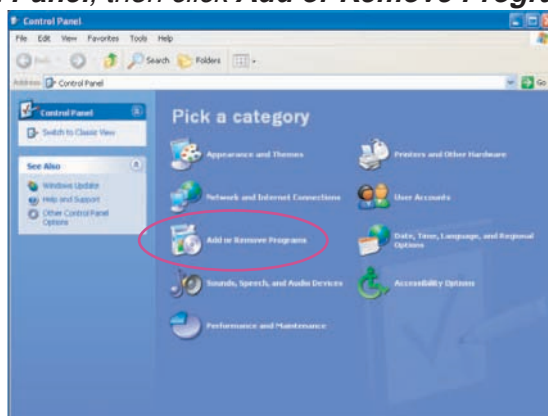 Panel, then click Add or Remove Progr
Control Panel
File Edit View Favorites Tools Help
Search Folders
Address Control Panel Go
Control Panel
Switch to Classic View
See Also
Windows Update
Help and Support
Other Control Panel
Options
Pick a category
Appearance and Themes
Printers and Other Hardware
Network and Internet Connections
User Accounts
Add or Remove Programs
Date, Time, Language, and Regional
Options
Sounds, Speech, and Audio Devices
Accessibility Options
Performance and Maintenance